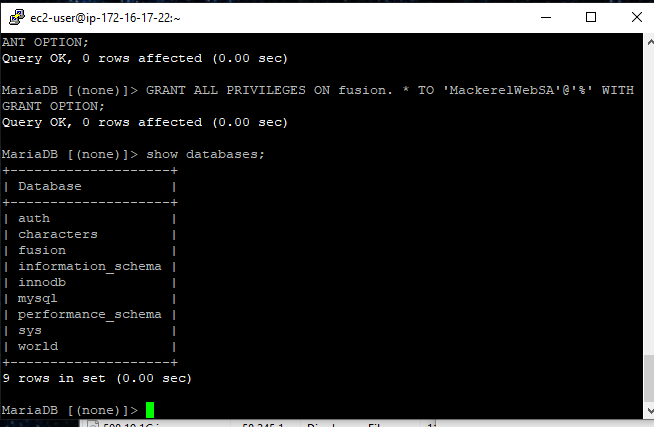 ec2-user@ip-172-16-17-22:~
ANT OPTION;
Query OK, 0 rows affected (0.00 sec)
MariaDB [(none)]> GRANT ALL PRIVILEGES ON fusion. * TO 'MackerelWebSA'@'%' WITH
GRANT OPTION;
Query OK, 0 rows affected (0.00 sec)
MariaDB [(none)]> show databases;
+--------------------+
| Database           |
+--------------------+
| auth               |
| characters         |
| fusion             |
| information_schema |
| innodb             |
| mysql              |
| performance_schema |
| sys                |
| world              |
+--------------------+
9 rows in set (0.00 sec)
MariaDB [(none)]>